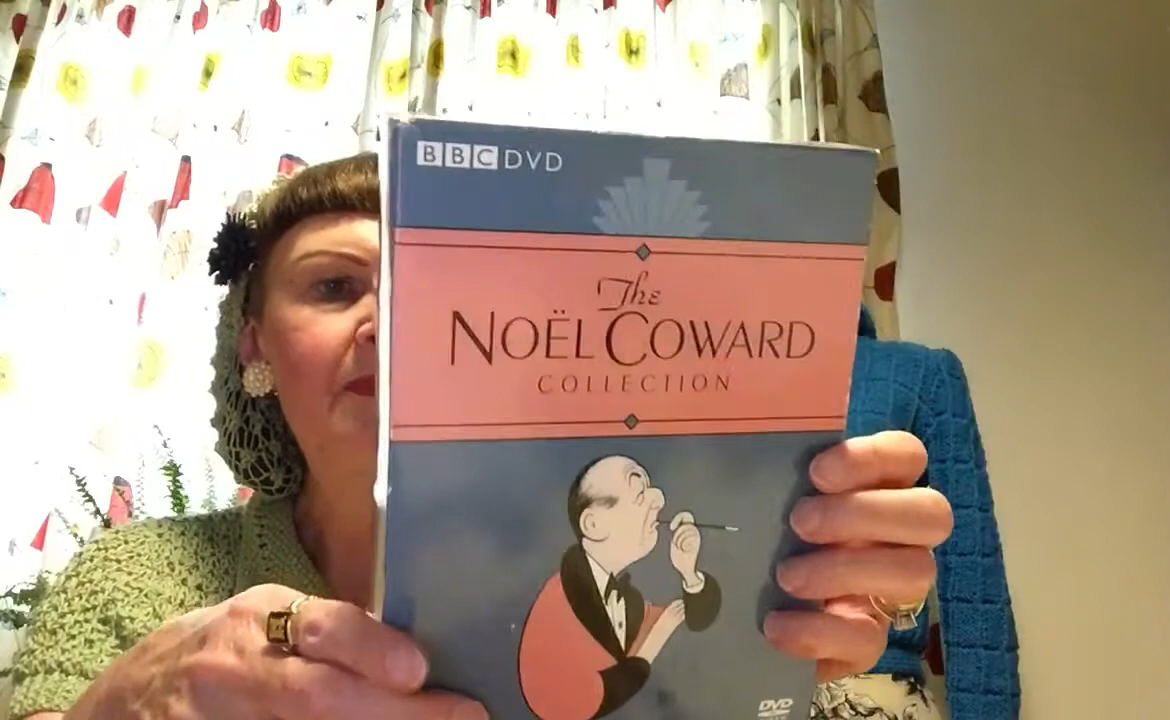 BBC DVD
The
NOËL COWARD
COLLECTION
DVD